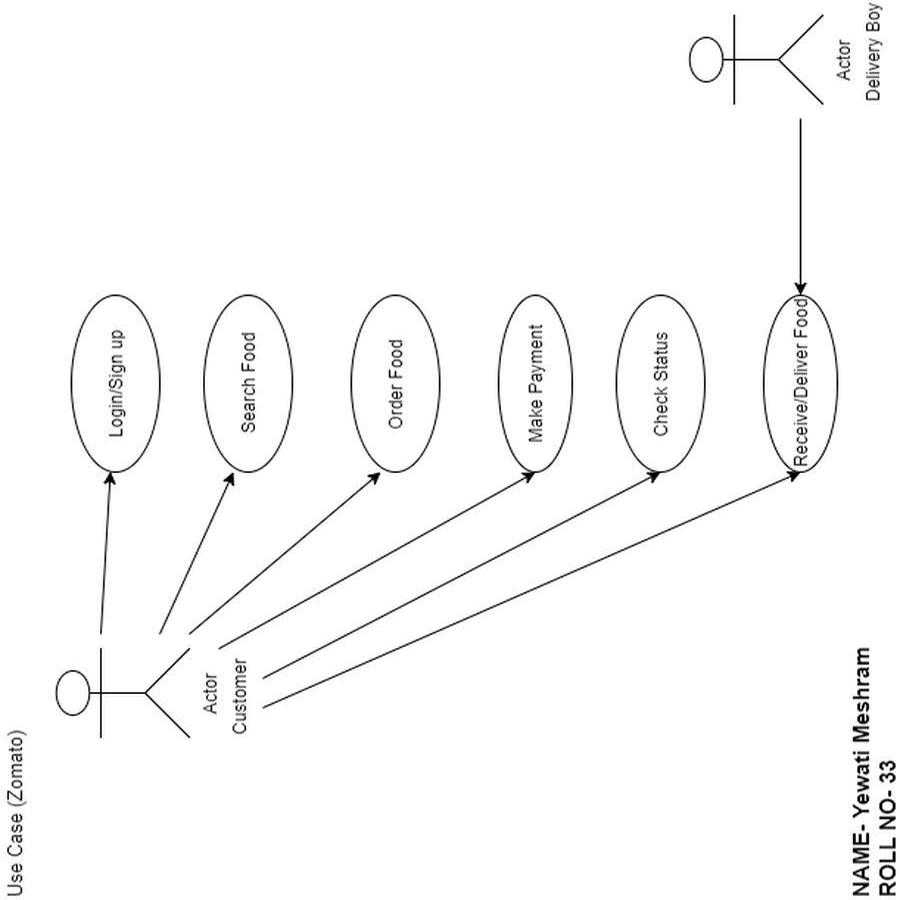 Use Case (Zomato)
Actor
Customer
Login/Sign up
Search Food
Order Food
Make Payment
Check Status
Receive/Deliver Food
Actor
Delivery Boy
NAME- Yewati Meshram
ROLL NO- 33